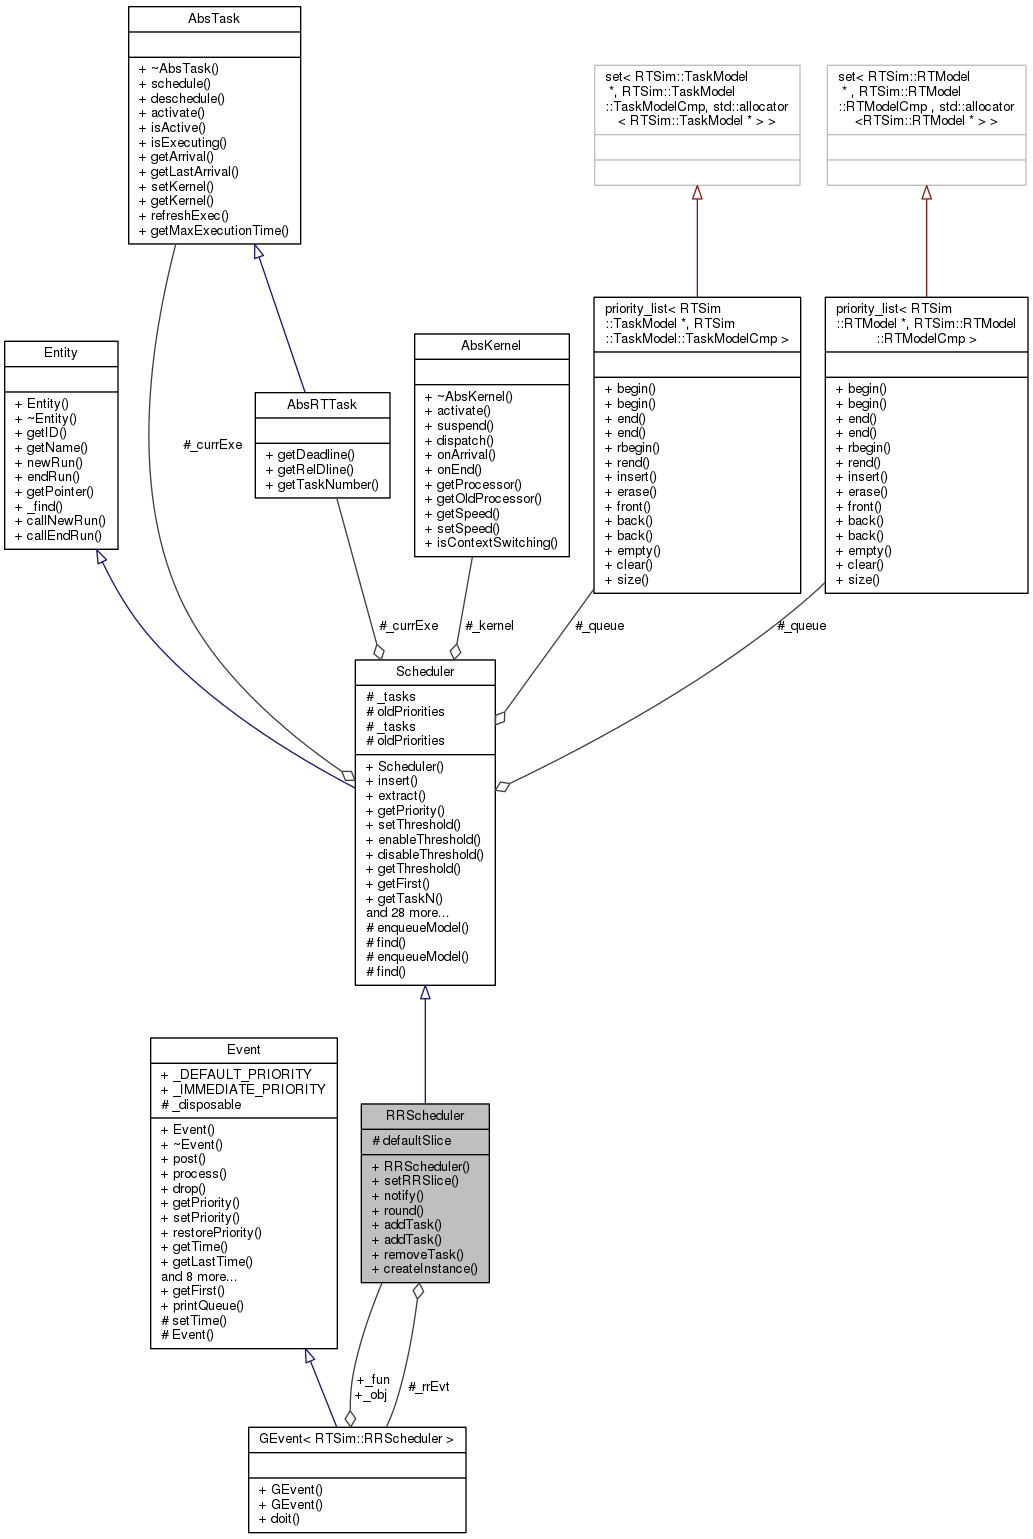 AbsTask
+ ~AbsTask()
+ schedule()
+ deschedule()
+ activate()
+ isActive()
+ isExecuting()
+ getArrival()
+ getLastArrival()
+ setKernel()
+ getKernel()
+ refreshExec()
+ getMaxExecutionTime()
set< RTSim::TaskModel
*, RTSim::TaskModel
::TaskModelCmp, std::allocator
< RTSim::TaskModel * > >
set< RTSim::RTModel
* , RTSim::RTModel
::RTModelCmp , std::allocator
<RTSim::RTModel * > >
Entity
+ Entity()
+ ~Entity()
+ getID()
+ getName()
+ newRun()
+ endRun()
+ getPointer()
+ _find()
+ callNewRun()
+ callEndRun()
#_currExe
AbsRTTask
+ getDeadline()
+ getRelDline()
+ getTaskNumber()
AbsKernel
+ ~AbsKernel()
+ activate()
+ suspend()
+ dispatch()
+ onArrival()
+ onEnd()
+ getProcessor()
+ getOldProcessor()
+ getSpeed()
+ setSpeed()
+ isContextSwitching()
priority_list< RTSim
::TaskModel *, RTSim
::TaskModel::TaskModelCmp >
+ begin()
+ begin()
+ end()
+ end()
+ rbegin()
+ rend()
+ insert()
+ erase()
+ front()
+ back()
+ back()
+ empty()
+ clear()
+ size()
priority_list< RTSim
::RTModel *, RTSim::RTModel
::RTModelCmp >
+ begin()
+ begin()
+ end()
+ end()
+ rbegin()
+ rend()
+ insert()
+ erase()
+ front()
+ back()
+ back()
+ empty()
+ clear()
+ size()
#_currExe
#_kernel
#_queue
#_queue
Scheduler
# _tasks
# oldPriorities
# _tasks
# oldPriorities
+ Scheduler()
+ insert()
+ extract()
+ getPriority()
+ setThreshold()
+ enableThreshold()
+ disableThreshold()
+ getThreshold()
+ getFirst()
+ getTaskN()
and 28 more...
# enqueueModel()
# find()
# enqueueModel()
# find()
Event
+ _DEFAULT_PRIORITY
+ _IMMEDIATE_PRIORITY
# _disposable
+ Event()
+ ~Event()
+ post()
+ process()
+ drop()
+ getPriority()
+ setPriority()
+ restorePriority()
+ getTime()
+ getLastTime()
and 8 more...
+ getFirst()
+ printQueue()
# setTime()
# Event()
RRScheduler
# defaultSlice
+ RRScheduler()
+ setRRSlice()
+ notify()
+ round()
+ addTask()
+ addTask()
+ removeTask()
+ createInstance()
+_fun
+_obj
#_rrEvt
GEvent< RTSim::RRScheduler >
+ GEvent()
+ GEvent()
+ doit()